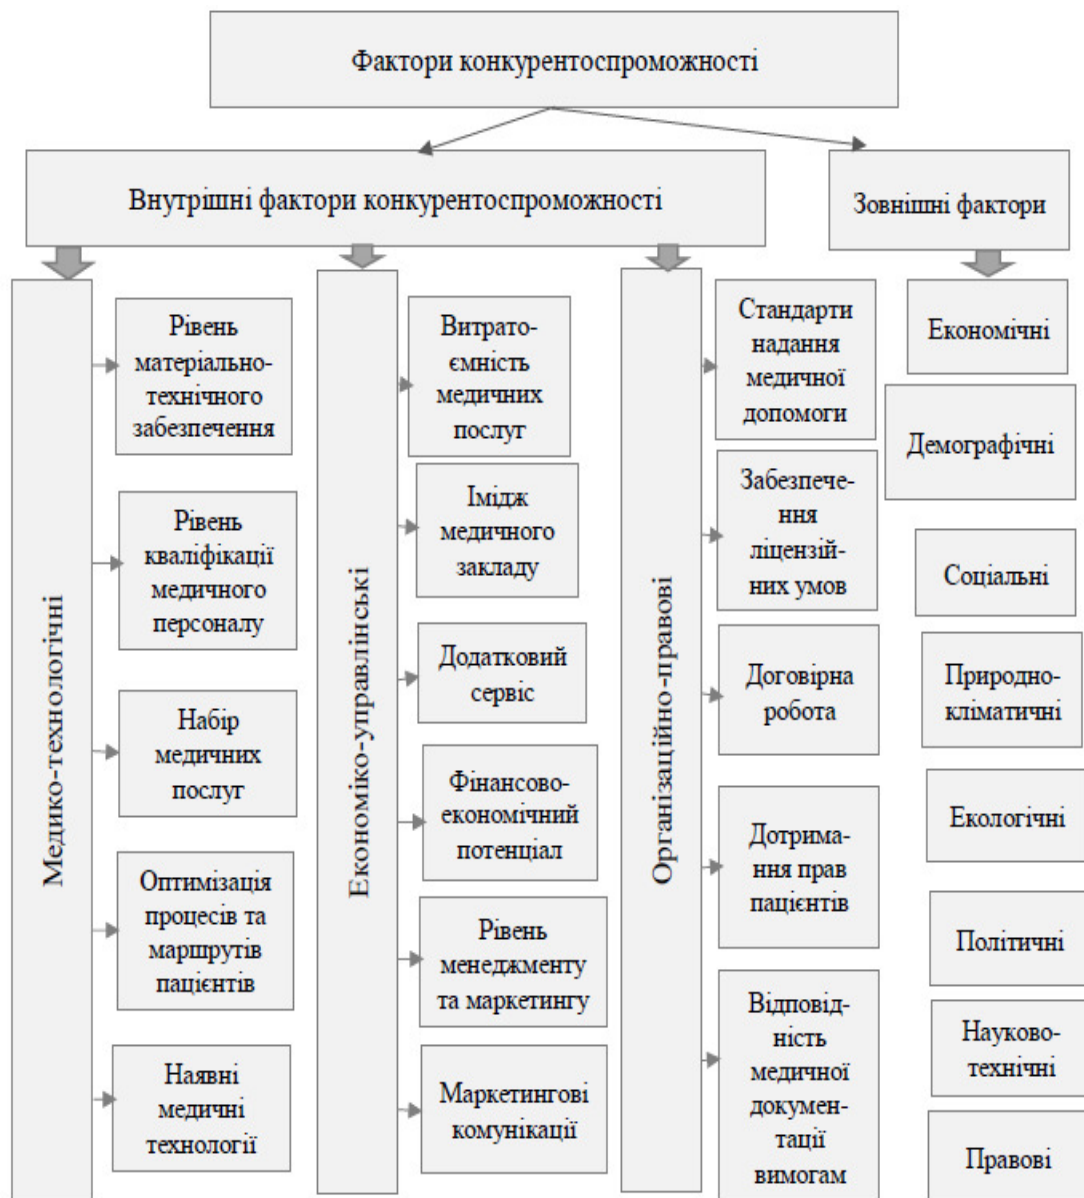 Фактори конкурентоспроможності
Внутрішні фактори конкурентоспроможності
Зовнішні фактори
Медико-технологічні
Рівень
матеріально-
технічного
забезпечення
Рівень
кваліфікації
медичного
персоналу
Набір
медичних
послуг
Оптимізація
процесів та
маршрутів
пацієнтів
Наявні
медичні
технології
Економіко-управлінські
Витрато-
ємність
медичних
послуг
Імідж
медичного
закладу
Додатковий
сервіс
Фінансово-
економічний
потенціал
Рівень
менеджменту
та маркетингу
Маркетингові
комунікації
Організаційно-правові
Стандарти
надання
медичної
допомоги
Забезпече-
ння
ліцензій-
них умов
Договірна
робота
Дотриман-
ня прав
пацієнтів
Відповід-
ність
медичної
докумен-
тації
вимогам
Економічні
Демографічні
Соціальні
Природно-
кліматичні
Екологічні
Політичні
Науково-
технічні
Правові